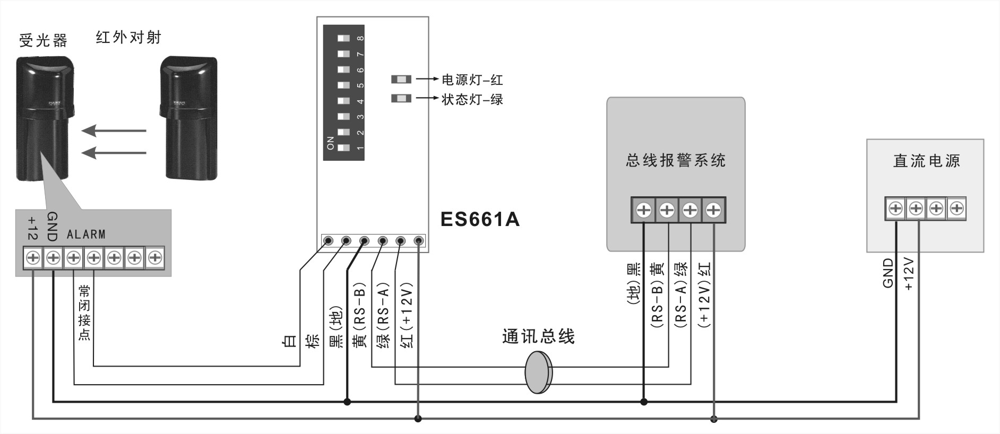 受光器
红外对射
8
7
6
5
4
3
2
1
ON
电源灯-红
状态灯-绿
ES661A
总线报警系统
直流电源
+12
GND
ALARM
常闭接点
白
棕
黑(地)
黄(RS-B)
绿(RS-A)
红(+12V)
通讯总线
(地)黑
(RS-B)黄
(RS-A)绿
(+12V)红
GND
+12V